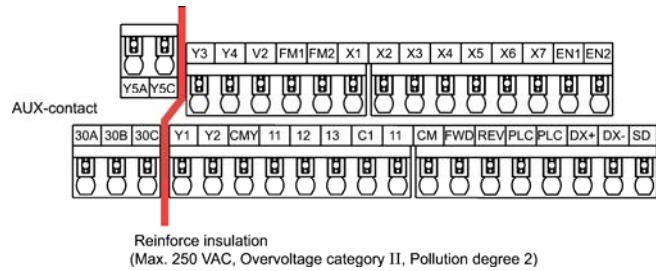 Y3 Y4 V2 FM1 FM2 X1 X2 X3 X4 X5 X6 X7 EN1 EN2
Y5A Y5C
AUX-contact
30A 30B 30C Y1 Y2 CMY 11 12 13 C1 11 CM FWD REV PLC PLC DX+ DX- SD
Reinforce insulation
(Max. 250 VAC, Overvoltage category II, Pollution degree 2)